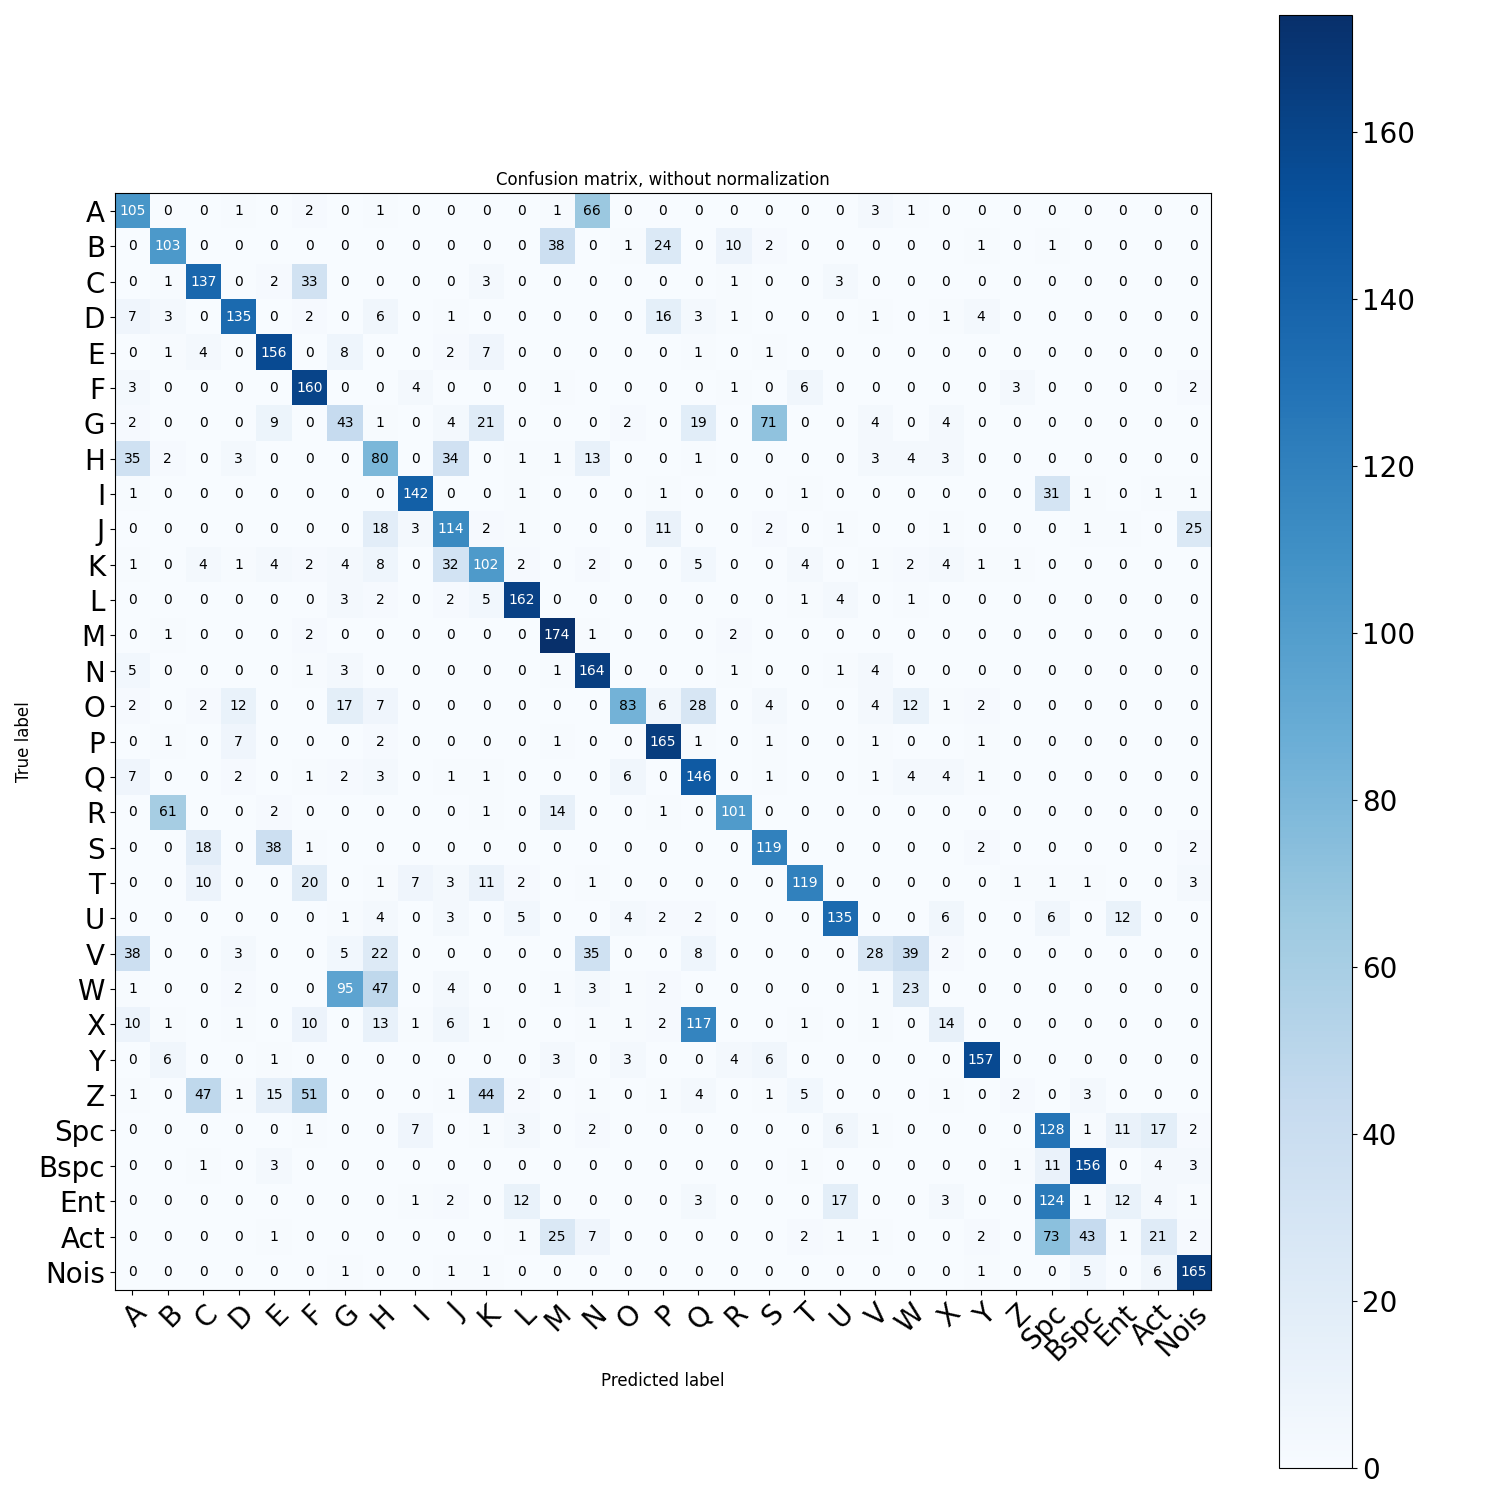 Confusion matrix, without normalization
A 105 0 0 1 0 2 0 1 0 0 0 0 1 66 0 0 0 0 0 0 0 3 1 0 0 0 0 0 0 0 0
B 0 103 0 0 0 0 0 0 0 0 0 0 38 0 1 24 0 10 2 0 0 0 0 0 1 0 1 0 0 0 0
C 0 1 137 0 2 33 0 0 0 0 3 0 0 0 0 0 0 1 0 0 3 0 0 0 0 0 0 0 0 0 0
D 7 3 0 135 0 2 0 6 0 1 0 0 0 0 0 16 3 1 0 0 0 1 0 1 4 0 0 0 0 0 0
E 0 1 4 0 156 0 8 0 0 2 7 0 0 0 0 0 1 0 1 0 0 0 0 0 0 0 0 0 0 0 0
F 3 0 0 0 0 160 0 0 4 0 0 0 1 0 0 0 0 1 0 6 0 0 0 0 0 3 0 0 0 0 2
G 2 0 0 0 9 0 43 1 0 4 21 0 0 0 2 0 19 0 71 0 0 4 0 4 0 0 0 0 0 0 0
H 35 2 0 3 0 0 0 80 0 34 0 1 1 13 0 0 1 0 0 0 0 3 4 3 0 0 0 0 0 0 0
I 1 0 0 0 0 0 0 0 142 0 0 1 0 0 0 1 0 0 0 1 0 0 0 0 0 0 31 1 0 1 1
J 0 0 0 0 0 0 0 18 3 114 2 1 0 0 0 11 0 0 2 0 1 0 0 1 0 0 0 1 1 0 25
K 1 0 4 1 4 2 4 8 0 32 102 2 0 2 0 0 5 0 0 4 0 1 2 4 1 1 0 0 0 0 0
L 0 0 0 0 0 0 3 2 0 2 5 162 0 0 0 0 0 0 0 1 4 0 1 0 0 0 0 0 0 0 0
M 0 1 0 0 0 2 0 0 0 0 0 0 174 1 0 0 0 2 0 0 0 0 0 0 0 0 0 0 0 0 0
N 5 0 0 0 0 1 3 0 0 0 0 0 1 164 0 0 0 1 0 0 1 4 0 0 0 0 0 0 0 0 0
O 2 0 2 12 0 0 17 7 0 0 0 0 0 0 83 6 28 0 4 0 0 4 12 1 2 0 0 0 0 0 0
P 0 1 0 7 0 0 0 2 0 0 0 0 1 0 0 165 1 0 1 0 0 1 0 0 1 0 0 0 0 0 0
Q 7 0 0 2 0 1 2 3 0 1 1 0 0 0 6 0 146 0 1 0 0 1 4 4 1 0 0 0 0 0 0
R 0 61 0 0 2 0 0 0 0 0 1 0 14 0 0 1 0 101 0 0 0 0 0 0 0 0 0 0 0 0 0
S 0 0 18 0 38 1 0 0 0 0 0 0 0 0 0 0 0 0 119 0 0 0 0 0 2 0 0 0 0 0 2
T 0 0 10 0 0 20 0 1 7 3 11 2 0 1 0 0 0 0 0 119 0 0 0 0 0 1 1 1 0 0 3
U 0 0 0 0 0 0 1 4 0 3 0 5 0 0 4 2 2 0 0 0 135 0 0 6 0 0 6 0 12 0 0
V 38 0 0 3 0 0 5 22 0 0 0 0 0 35 0 0 8 0 0 0 0 28 39 2 0 0 0 0 0 0 0
W 1 0 0 2 0 0 95 47 0 4 0 0 1 3 1 2 0 0 0 0 0 1 23 0 0 0 0 0 0 0 0
X 10 1 0 1 0 10 0 13 1 6 1 0 0 1 1 2 117 0 0 1 0 1 0 14 0 0 0 0 0 0 0
Y 0 6 0 0 1 0 0 0 0 0 0 0 3 0 3 0 0 4 6 0 0 0 0 0 157 0 0 0 0 0 0
Z 1 0 47 1 15 51 0 0 0 1 44 2 0 1 0 1 4 0 1 5 0 0 0 1 0 2 0 3 0 0 0
Spc 0 0 0 0 0 1 0 0 7 0 1 3 0 2 0 0 0 0 0 0 6 1 0 0 0 0 128 1 11 17 2
Bspc 0 0 1 0 3 0 0 0 0 0 0 0 0 0 0 0 0 0 0 1 0 0 0 0 0 1 11 156 0 4 3
Ent 0 0 0 0 0 0 0 0 1 2 0 12 0 0 0 0 3 0 0 0 17 0 0 3 0 0 124 1 12 4 1
Act 0 0 0 0 1 0 0 0 0 0 0 1 25 7 0 0 0 0 0 2 1 1 0 0 2 0 73 43 1 21 2
Nois 0 0 0 0 0 0 1 0 0 1 1 0 0 0 0 0 0 0 0 0 0 0 0 0 1 0 0 5 0 6 165
A B C D E F G H I J K L M N O P Q R S T U V W X Y Z Spc Bspc Ent Act Nois
Predicted label
True label
160
140
120
100
80
60
40
20
0